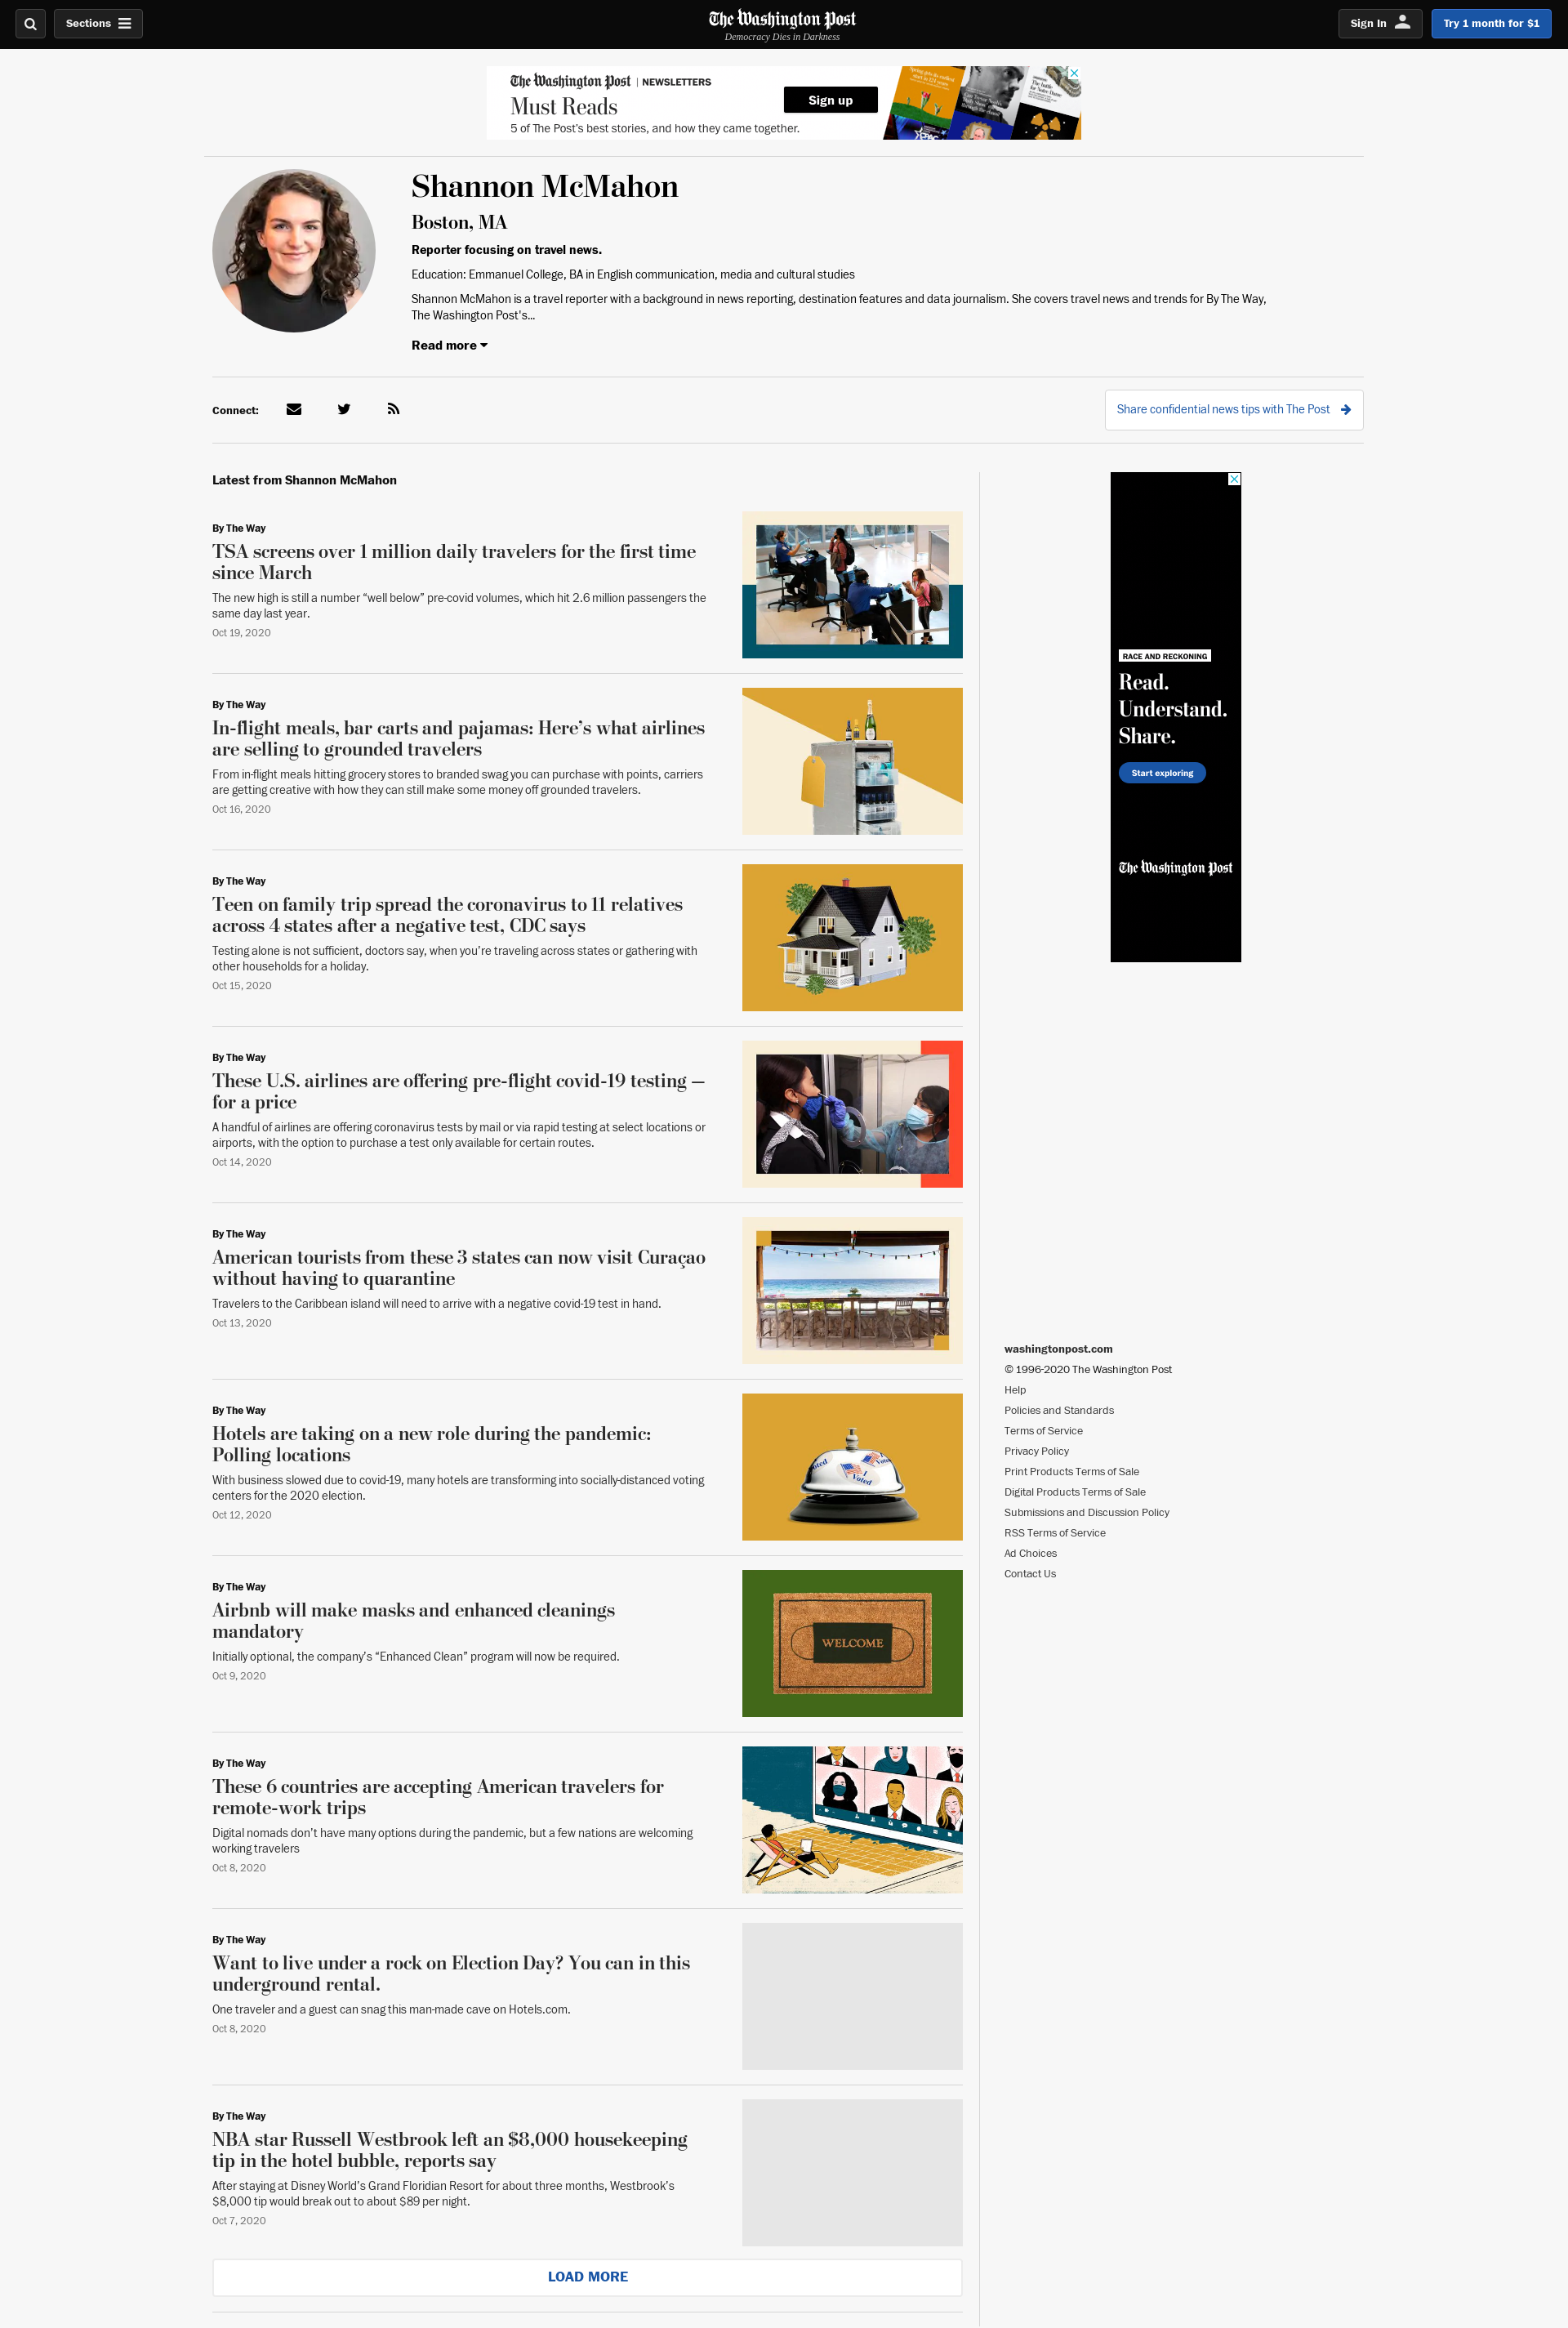 Sections
The Washington Post
Democracy Dies in Darkness
Sign In
Try 1 month for $1
The Washington Post | NEWSLETTERS
Must Reads
5 of The Post's best stories, and how they came together.
Sign up
Shannon McMahon
Boston, MA
Reporter focusing on travel news.
Education: Emmanuel College, BA in English communication, media and cultural studies
Shannon McMahon is a travel reporter with a background in news reporting, destination features and data journalism. She covers travel news and trends for By The Way,
The Washington Post's...
Read more
Connect:
Share confidential news tips with The Post
Latest from Shannon McMahon
By The Way
TSA screens over 1 million daily travelers for the first time
since March
The new high is still a number “well below” pre-covid volumes, which hit 2.6 million passengers the
same day last year.
Oct 19, 2020
By The Way
In-flight meals, bar carts and pajamas: Here’s what airlines
are selling to grounded travelers
From in-flight meals hitting grocery stores to branded swag you can purchase with points, carriers
are getting creative with how they can still make some money off grounded travelers.
Oct 16, 2020
By The Way
Teen on family trip spread the coronavirus to 11 relatives
across 4 states after a negative test, CDC says
Testing alone is not sufficient, doctors say, when you’re traveling across states or gathering with
other households for a holiday.
Oct 15, 2020
By The Way
These U.S. airlines are offering pre-flight covid-19 testing —
for a price
A handful of airlines are offering coronavirus tests by mail or via rapid testing at select locations or
airports, with the option to purchase a test only available for certain routes.
Oct 14, 2020
By The Way
American tourists from these 3 states can now visit Curaçao
without having to quarantine
Travelers to the Caribbean island will need to arrive with a negative covid-19 test in hand.
Oct 13, 2020
By The Way
Hotels are taking on a new role during the pandemic:
Polling locations
With business slowed due to covid-19, many hotels are transforming into socially-distanced voting
centers for the 2020 election.
Oct 12, 2020
Voted
I Voted
Voted
By The Way
Airbnb will make masks and enhanced cleanings
mandatory
Initially optional, the company’s “Enhanced Clean” program will now be required.
Oct 9, 2020
WELCOME
By The Way
These 6 countries are accepting American travelers for
remote-work trips
Digital nomads don’t have many options during the pandemic, but a few nations are welcoming
working travelers
Oct 8, 2020
By The Way
Want to live under a rock on Election Day? You can in this
underground rental.
One traveler and a guest can snag this man-made cave on Hotels.com.
Oct 8, 2020
By The Way
NBA star Russell Westbrook left an $8,000 housekeeping
tip in the hotel bubble, reports say
After staying at Disney World’s Grand Floridian Resort for about three months, Westbrook’s
$8,000 tip would break out to about $89 per night.
Oct 7, 2020
LOAD MORE
RACE AND RECKONING
Read.
Understand.
Share.
Start exploring
The Washington Post
washingtonpost.com
© 1996-2020 The Washington Post
Help
Policies and Standards
Terms of Service
Privacy Policy
Print Products Terms of Sale
Digital Products Terms of Sale
Submissions and Discussion Policy
RSS Terms of Service
Ad Choices
Contact Us